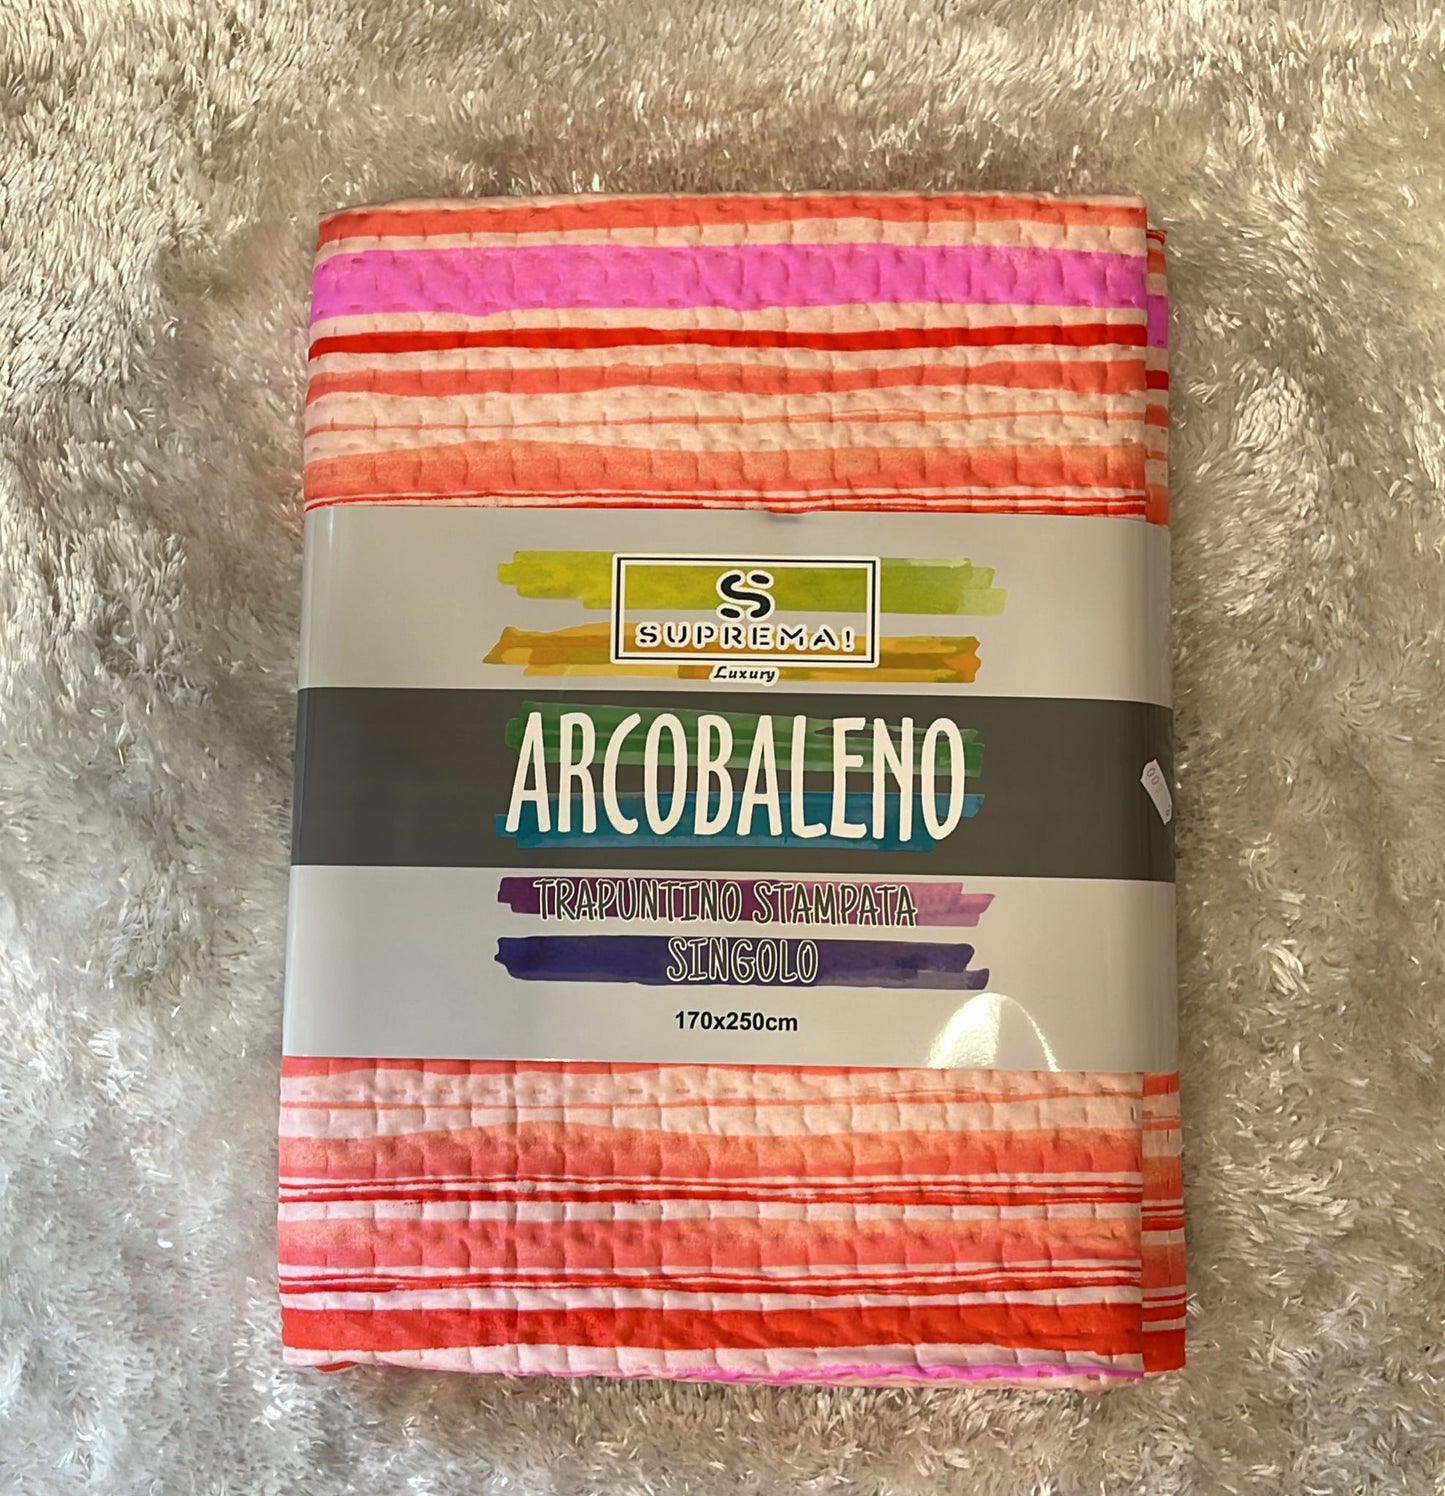 S
SUPREMA!
Luxury
ARCOBALENO
TRAPUNTINO STAMPATA
SINGOLO
170x250cm